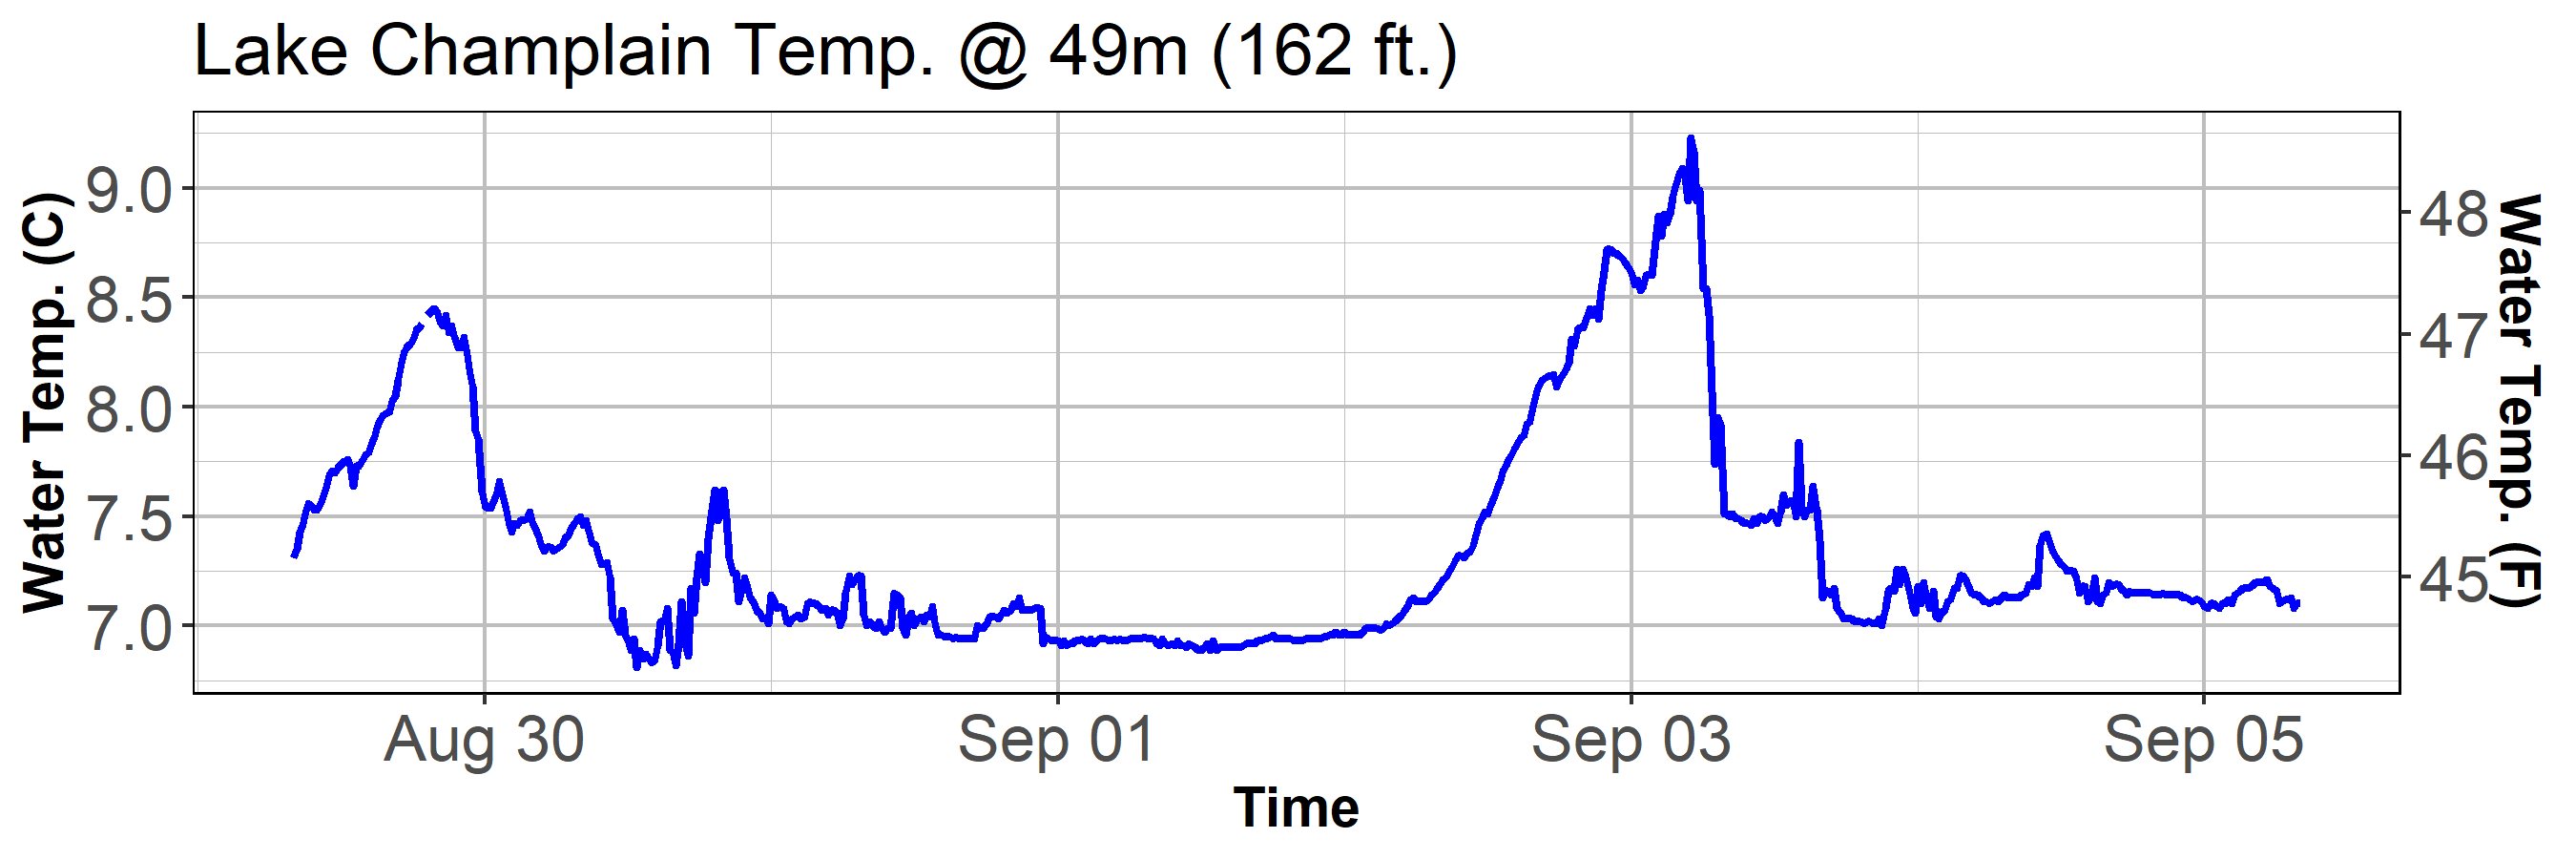 Lake Champlain Temp. @ 49m (162 ft.)
Water Temp. (C)
9.0
8.5
8.0
7.5
7.0
48
47
46
45
Water Temp. (F)
Aug 30
Sep 01
Sep 03
Sep 05
Time